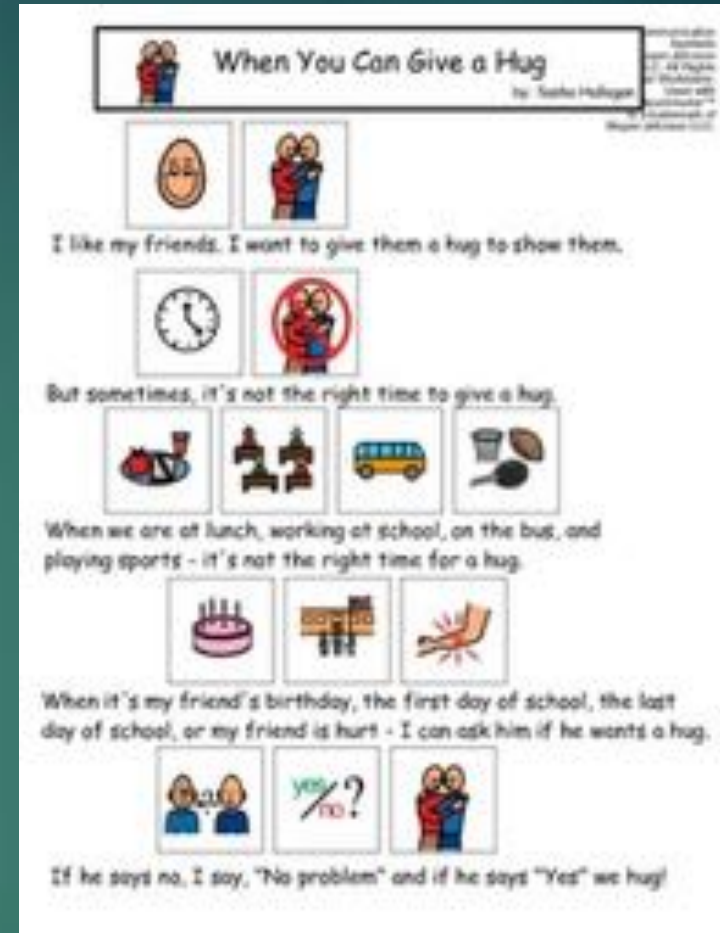 When You Can Give a Hug
by:
I like my friends. I want to give them a hug to show them.
But sometimes, it's not the right time to give a hug.
When we are at lunch, working at school, on the bus, and
playing sports - it's not the right time for a hug.
When it's my friend's birthday, the first day of school, the last
day of school, or my friend is hurt - I can ask him if he wants a hug.
yes/no?
If he says no, I say, "No problem" and if he says "Yes" we hug!